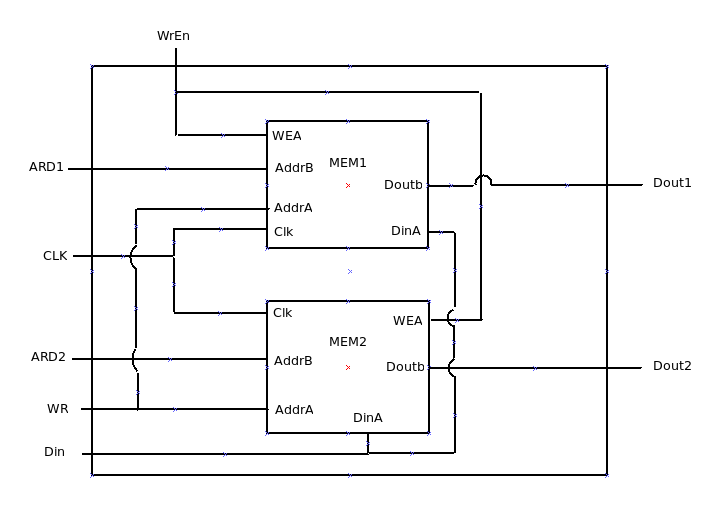 WrEn
WEA
ARD1
AddrB
MEM1
Doutb
Dout1
AddrA
Clk
DinA
CLK
Clk
WEA
MEM2
ARD2
AddrB
Doutb
Dout2
WR
AddrA
DinA
Din